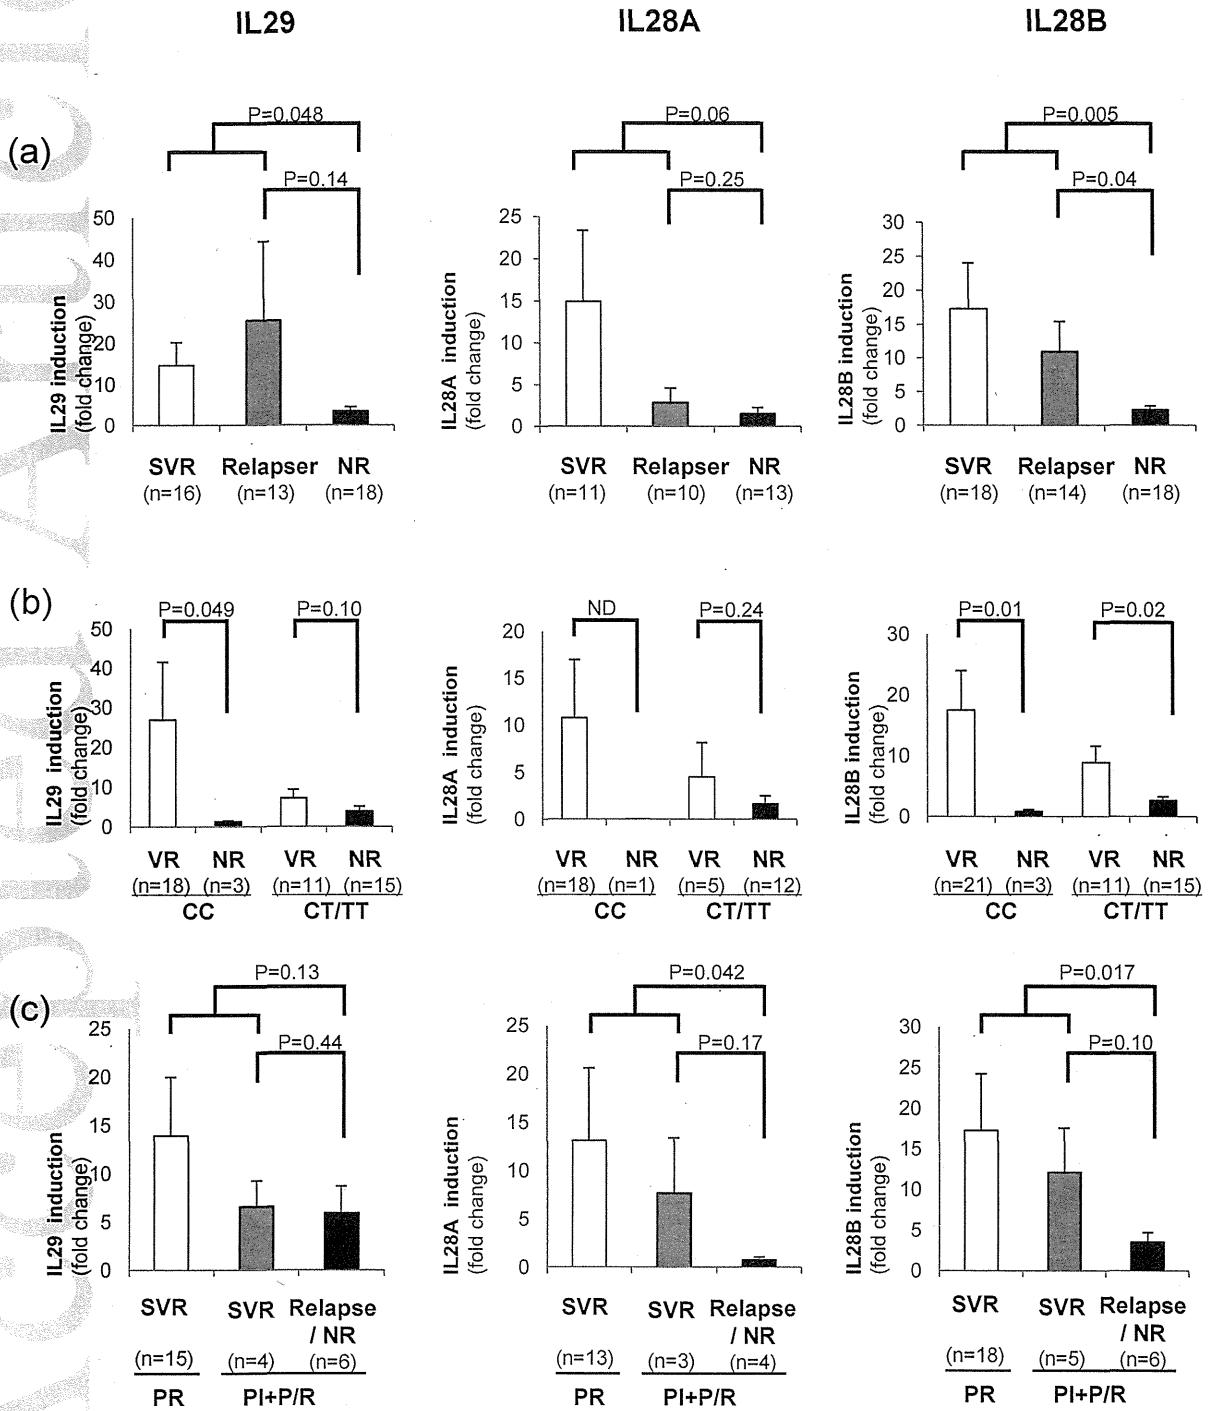 IL29 IL28A IL28B
(a)
P=0.048 P=0.06 P=0.005
P=0.14 P=0.25 P=0.04
IL29 induction
(fold change)
50
40
30
20
10
0
SVR Relapser NR
(n=16) (n=13) (n=18)
IL28A induction
(fold change)
25
20
15
10
5
0
SVR Relapser NR
(n=11) (n=10) (n=13)
IL28B induction
(fold change)
30
25
20
15
10
5
0
SVR Relapser NR
(n=18) (n=14) (n=18)
(b)
P=0.049 P=0.10 ND P=0.24 P=0.01 P=0.02
IL29 induction
(fold change)
50
40
30
20
10
0
VR NR VR NR
(n=18) (n=3) (n=11) (n=15)
CC CT/TT
IL28A induction
(fold change)
20
15
10
5
0
VR NR VR NR
(n=18) (n=1) (n=5) (n=12)
CC CT/TT
IL28B induction
(fold change)
30
20
10
0
VR NR VR NR
(n=21) (n=3) (n=11) (n=15)
CC CT/TT
(c)
P=0.13 P=0.042 P=0.017
P=0.44 P=0.17 P=0.10
IL29 induction
(fold change)
25
20
15
10
5
0
SVR SVR Relapse
/ NR
(n=15) (n=4) (n=6)
PR PI+P/R
IL28A induction
(fold change)
25
20
15
10
5
0
SVR SVR Relapse
/ NR
(n=13) (n=3) (n=4)
PR PI+P/R
IL28B induction
(fold change)
30
25
20
15
10
5
0
SVR SVR Relapse
/ NR
(n=18) (n=5) (n=6)
PR PI+P/R
Accepted Article